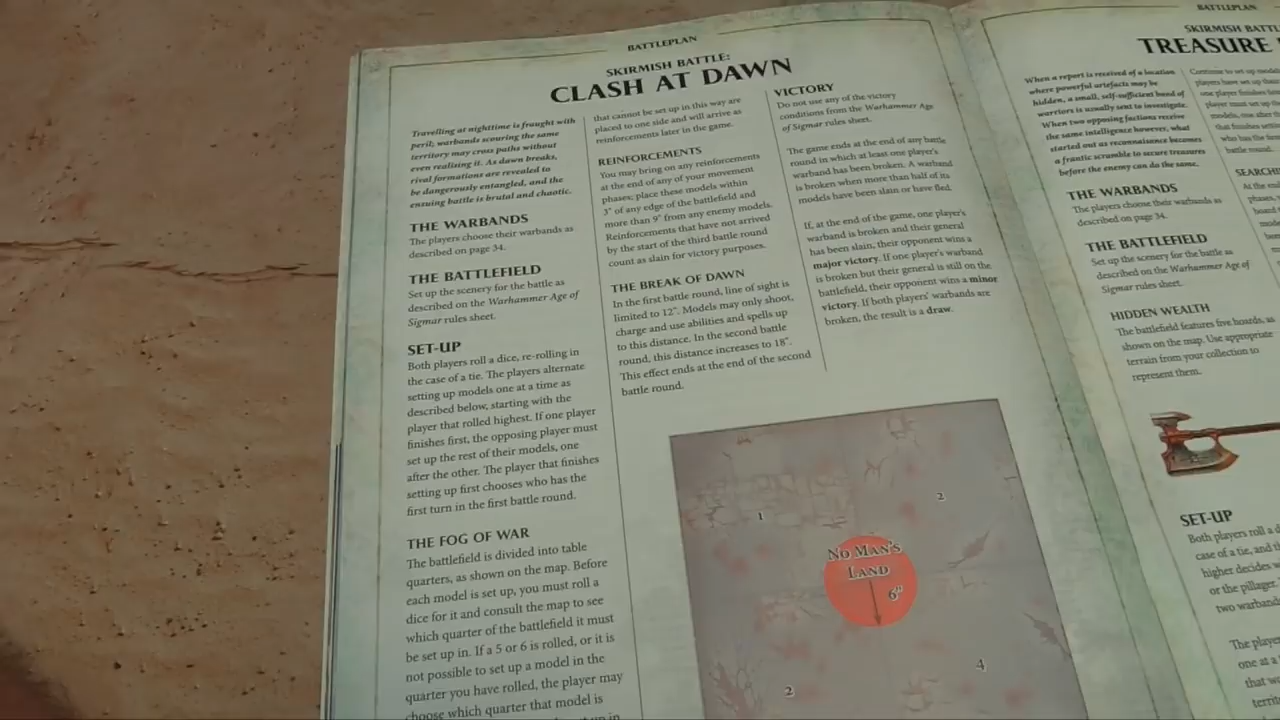 BATTLEPLAN
SKIRMISH BATTLE:
CLASH AT DAWN
Travelling at nighttime is fraught with
peril; warbands scouring the same
territory may cross paths without
even realising it. As dawn breaks,
rival formations are revealed to
be dangerously entangled, and the
ensuing battle is brutal and chaotic.
THE WARBANDS
The players choose their warbands as
described on page 34.
THE BATTLEFIELD
Set up the scenery for the battle as
described on the Warhammer Age of
Sigmar rules sheet.
SET-UP
Both players roll a dice, re-rolling in
the case of a tie. The players alternate
setting up models one at a time as
described below, starting with the
player that rolled highest. If one player
finishes first, the opposing player must
set up the rest of their models, one
after the other. The player that finishes
setting up first chooses who has the
first turn in the first battle round.
THE FOG OF WAR
The battlefield is divided into table
quarters, as shown on the map. Before
each model is set up, you must roll a
dice for it and consult the map to see
which quarter of the battlefield it must
be set up in. If a 5 or 6 is rolled, or it is
not possible to set up a model in the
quarter you have rolled, the player may
choose which quarter that model is
that cannot be set up in this way are
placed to one side and will arrive as
reinforcements later in the game.
REINFORCEMENTS
You may bring on any reinforcements
at the end of any of your movement
phases; place these models within
3" of any edge of the battlefield and
more than 9" from any enemy models.
Reinforcements that have not arrived
by the start of the third battle round
count as slain for victory purposes.
THE BREAK OF DAWN
In the first battle round, line of sight is
limited to 12". Models may only shoot,
charge and use abilities and spells up
to this distance. In the second battle
round, this distance increases to 18".
This effect ends at the end of the second
battle round.
VICTORY
Do not use any of the victory
conditions from the Warhammer Age
of Sigmar rules sheet.
The game ends at the end of any battle
round in which at least one player's
warband has been broken. A warband
is broken when more than half of its
models have been slain or have fled.
If, at the end of the game, one player's
warband is broken and their general
has been slain, their opponent wins a
major victory. If one player's warband
is broken but their general is still on the
battlefield, their opponent wins a minor
victory. If both players' warbands are
broken, the result is a draw.
1
2
NO MAN'S
LAND
6"
2
4
BATTLEPLAN
SKIRMISH
TREASURE
When a report is received of a location
where powerful artefacts may be
hidden, a small, self-sufficient band of
warriors is usually sent to investigate.
When two opposing factions receive
the same intelligence however, what
started out as reconnaissance becomes
a frantic scramble to secure treasures
before the enemy can do the same.
THE WARBANDS
The players choose their warbands as
described on page 34.
THE BATTLEFIELD
Set up the scenery for the battle as
described on the Warhammer Age of
Sigmar rules sheet.
HIDDEN WEALTH
The battlefield features five hoards, as
shown on the map. Use appropriate
terrain from your collection to
represent them.
SET-UP
Both players roll a
case of a tie, and
higher decides
or the pillager.
two
The
one at a
that